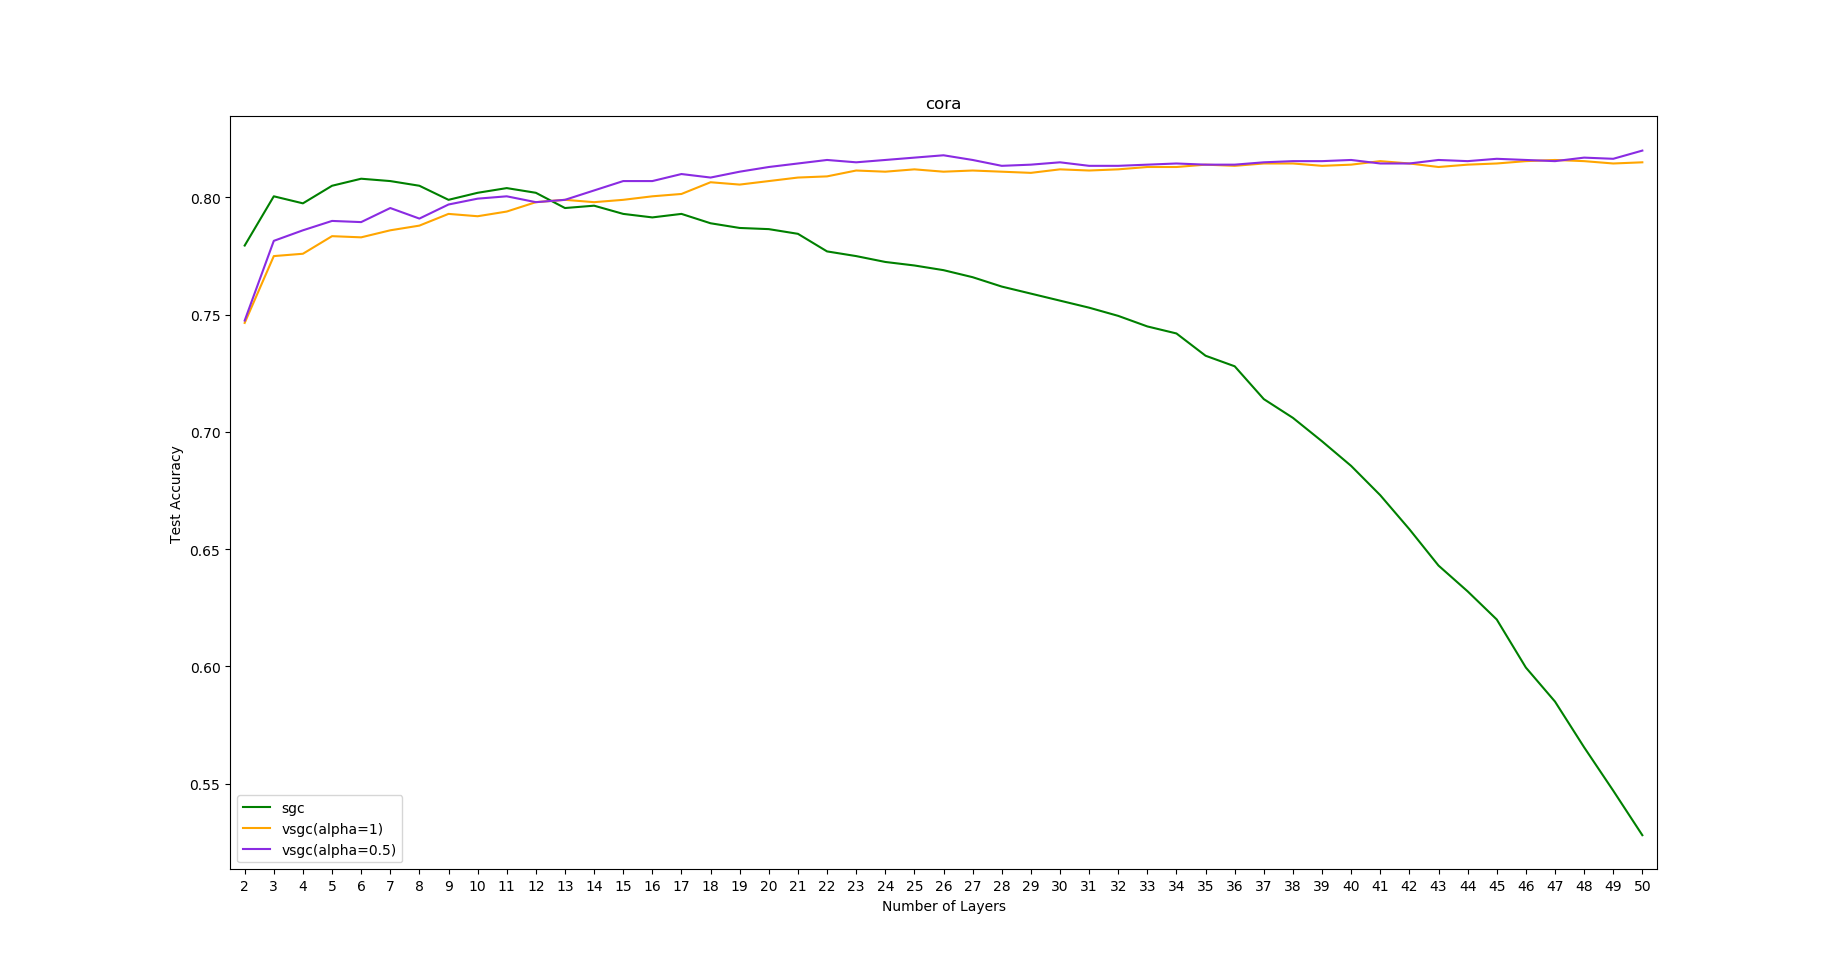 cora
0.80
0.75
0.70
0.65
0.60
0.55
Test Accuracy
sgc
vsgc(alpha=1)
vsgc(alpha=0.5)
2 3 4 5 6 7 8 9 10 11 12 13 14 15 16 17 18 19 20 21 22 23 24 25 26 27 28 29 30 31 32 33 34 35 36 37 38 39 40 41 42 43 44 45 46 47 48 49 50
Number of Layers